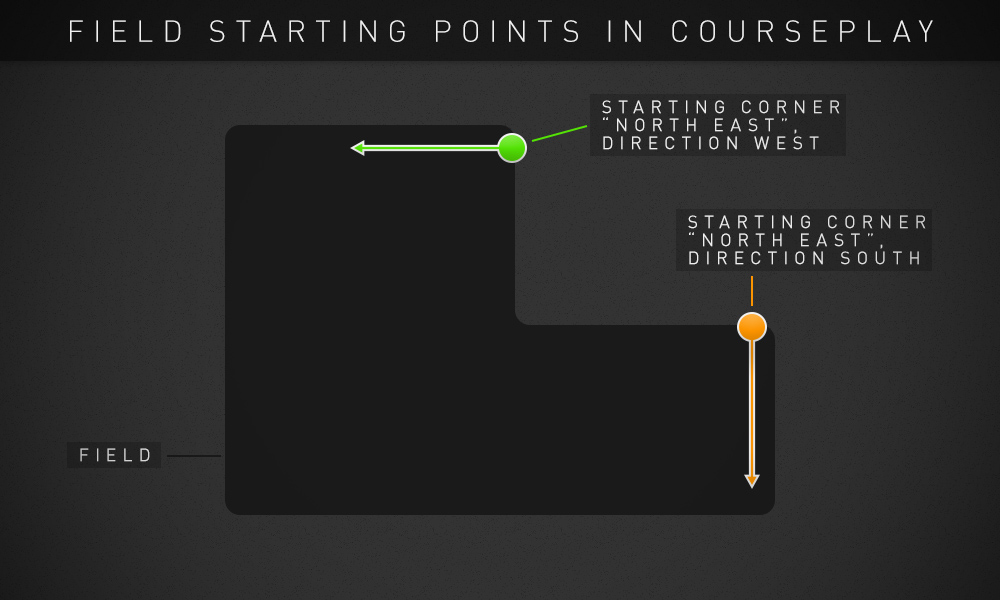 FIELD STARTING POINTS IN COURSEPLAY
STARTING CORNER
“NORTH EAST”,
DIRECTION WEST
STARTING CORNER
“NORTH EAST”,
DIRECTION SOUTH
FIELD